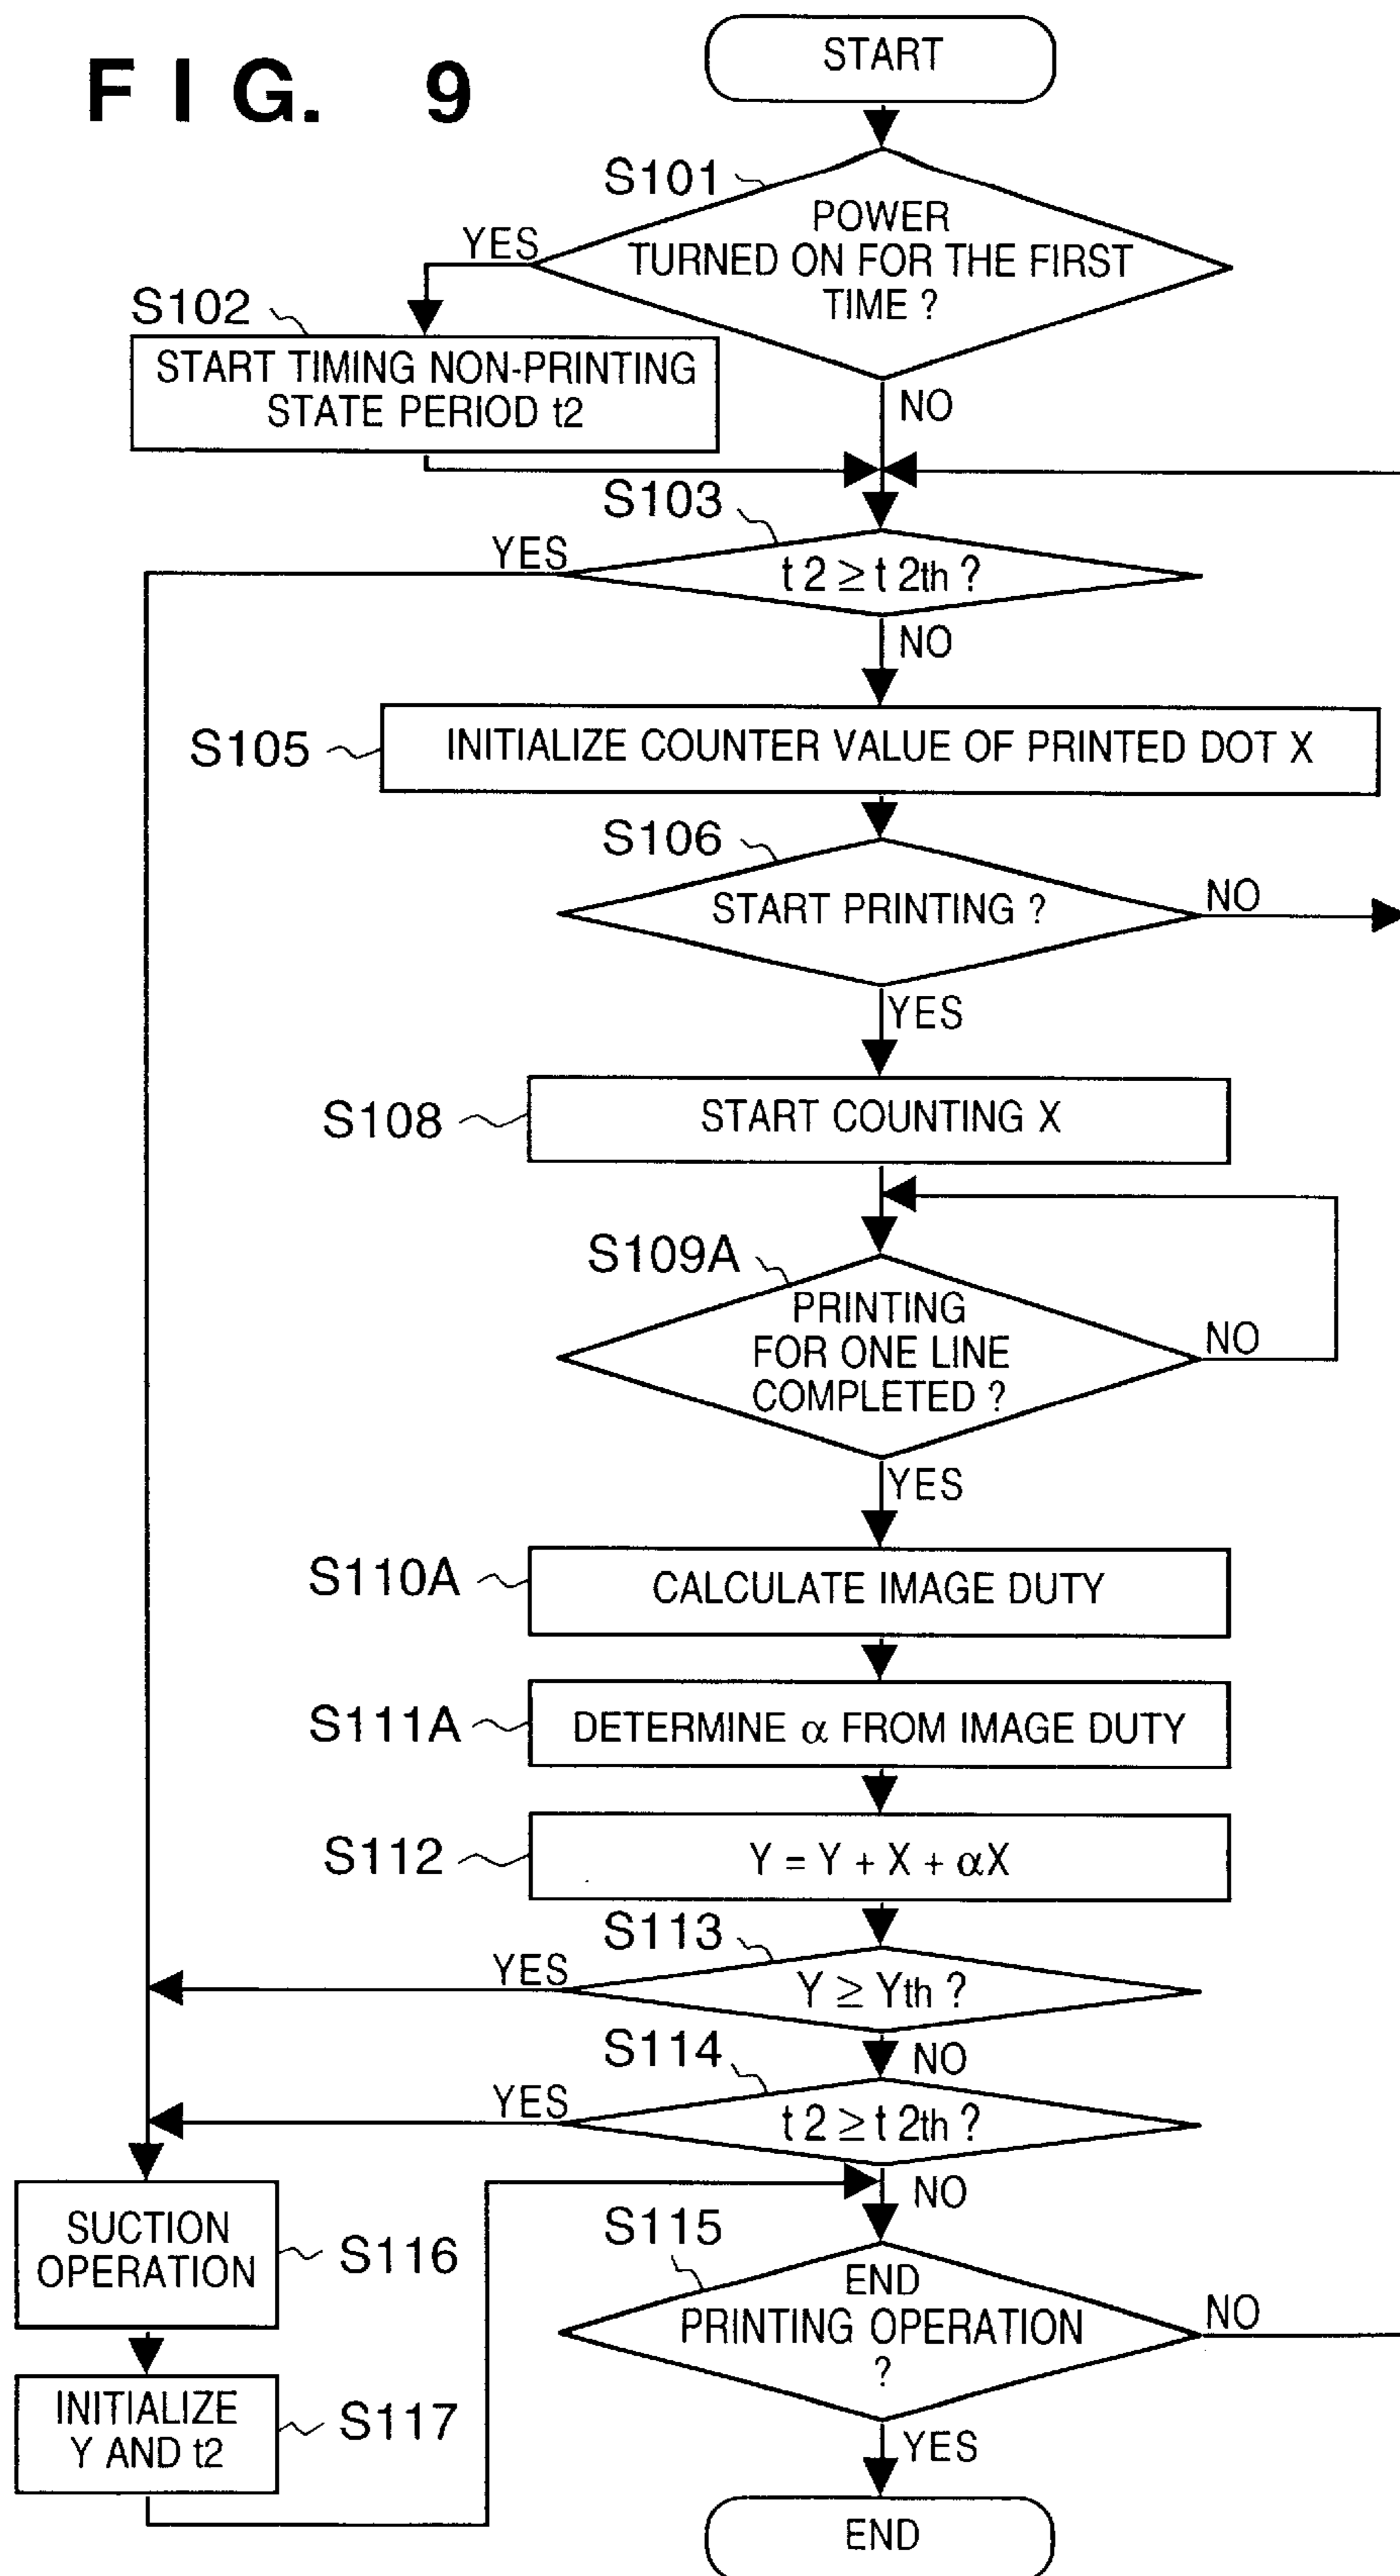 FIG. 9
START
S101
POWER
TURNED ON FOR THE FIRST
TIME ?
YES
S102
START TIMING NON-PRINTING
STATE PERIOD t2
NO
S103
YES
t2 ≥ t2th ?
NO
S105
INITIALIZE COUNTER VALUE OF PRINTED DOT X
S106
START PRINTING ?
NO
YES
S108
START COUNTING X
S109A
PRINTING
FOR ONE LINE
COMPLETED ?
NO
YES
S110A
CALCULATE IMAGE DUTY
S111A
DETERMINE α FROM IMAGE DUTY
S112
Y = Y + X + αX
S113
YES
Y ≥ Yth ?
NO
S114
YES
t2 ≥ t2th ?
NO
SUCTION
OPERATION
S116
S115
END
PRINTING OPERATION
?
NO
INITIALIZE
Y AND t2
S117
YES
END